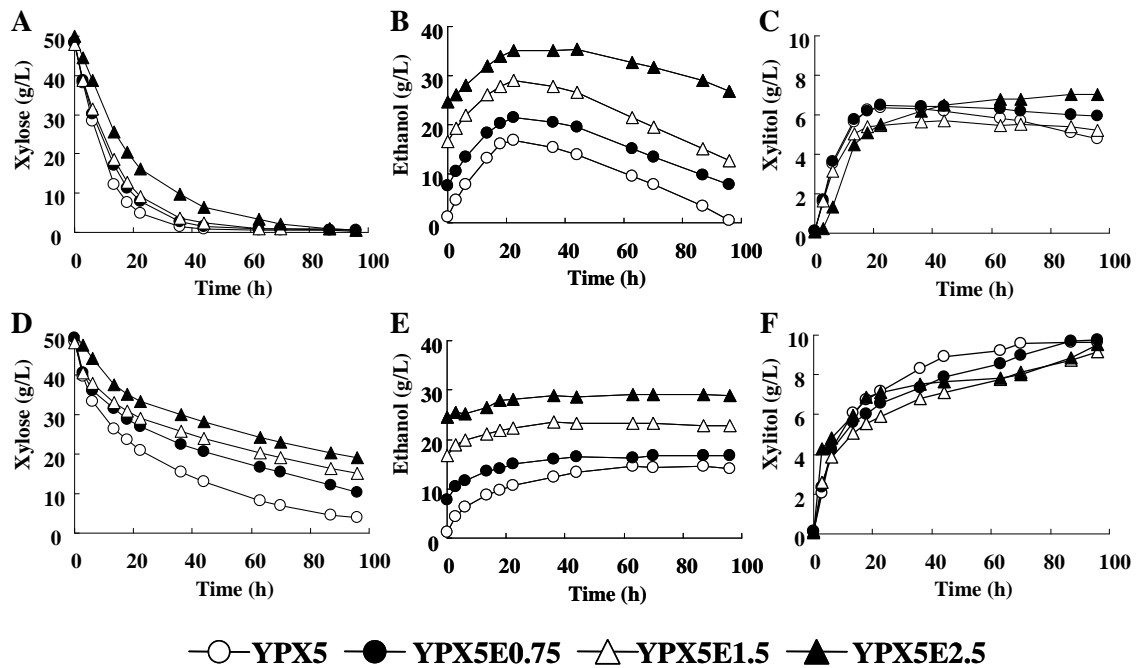 A
Xylose (g/L)
50
40
30
20
10
0
0 20 40 60 80 100
Time (h)
B
Ethanol (g/L)
40
30
20
10
0
0 20 40 60 80 100
Time (h)
C
Xylitol (g/L)
10
8
6
4
2
0
0 20 40 60 80 100
Time (h)
D
Xylose (g/L)
50
40
30
20
10
0
0 20 40 60 80 100
Time (h)
E
Ethanol (g/L)
40
30
20
10
0
0 20 40 60 80 100
Time (h)
F
Xylitol (g/L)
10
8
6
4
2
0
0 20 40 60 80 100
Time (h)
YPX5 YPX5E0.75 YPX5E1.5 YPX5E2.5